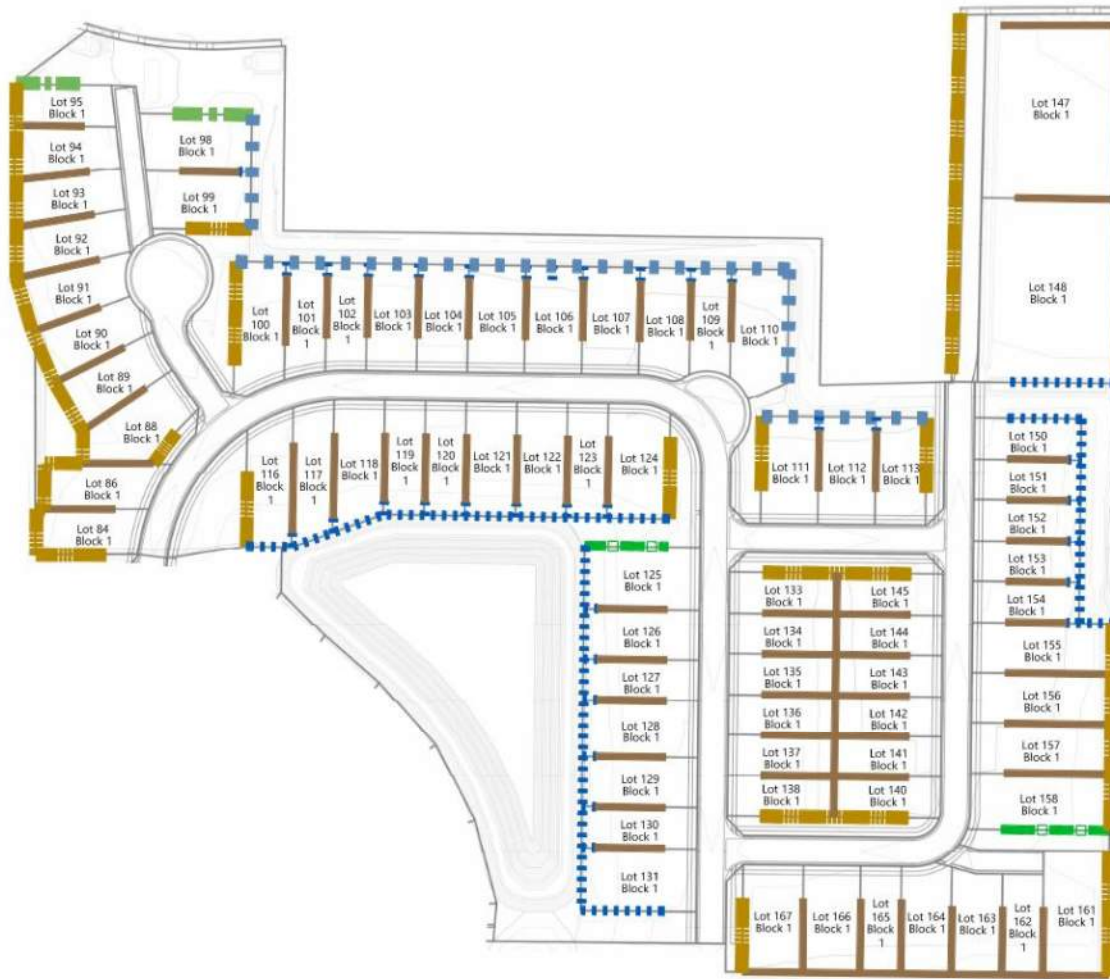 Lot 95
Block 1
Lot 94
Block 1
Lot 93
Block 1
Lot 92
Block 1
Lot 91
Block 1
Lot 90
Block 1
Lot 89
Block 1
Lot 88
Block 1
Lot 86
Block 1
Lot 84
Block 1
Lot 98
Block 1
Lot 99
Block 1
Lot
100
Block
1
Lot
101
Block
1
Lot
102
Block
1
Lot 103
Block 1
Lot 104
Block 1
Lot 105
Block 1
Lot 106
Block 1
Lot 107
Block 1
Lot 108
Block 1
Lot
109
Block
1
Lot 110
Block 1
Lot 111
Block 1
Lot 112
Block 1
Lot 113
Block 1
Lot
116
Block
1
Lot
117
Block
1
Lot 118
Block 1
Lot
119
Block
1
Lot
120
Block
1
Lot 121
Block 1
Lot 122
Block 1
Lot
123
Block
1
Lot 124
Block 1
Lot 125
Block 1
Lot 126
Block 1
Lot 127
Block 1
Lot 128
Block 1
Lot 129
Block 1
Lot 130
Block 1
Lot 131
Block 1
Lot 133
Block 1
Lot 134
Block 1
Lot 135
Block 1
Lot 136
Block 1
Lot 137
Block 1
Lot 138
Block 1
Lot 145
Block 1
Lot 144
Block 1
Lot 143
Block 1
Lot 142
Block 1
Lot 141
Block 1
Lot 140
Block 1
Lot 147
Block 1
Lot 148
Block 1
Lot 150
Block 1
Lot 151
Block 1
Lot 152
Block 1
Lot 153
Block 1
Lot 154
Block 1
Lot 155
Block 1
Lot 156
Block 1
Lot 157
Block 1
Lot 158
Block 1
Lot 167
Block 1
Lot 166
Block 1
Lot
165
Block
1
Lot 164
Block 1
Lot 163
Block 1
Lot
162
Block
1
Lot 161
Block 1